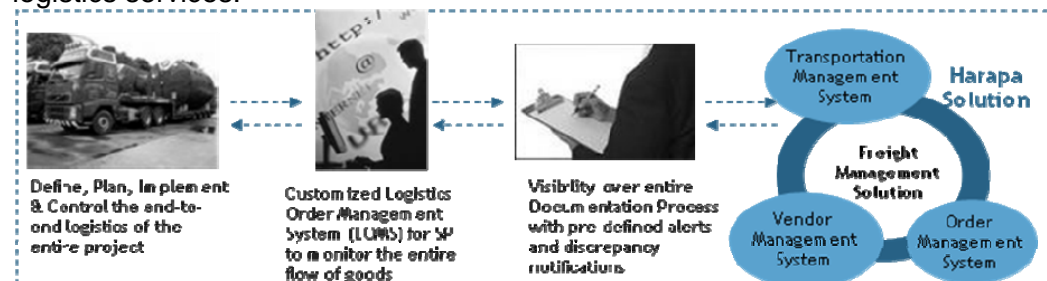 logistics services.
Define, Plan, Implement
& Control the end-to-
end logistics of the
entire project
http://
@
Customized Logistics
Order Management
System (LOMS) for SP
to monitor the entire
flow of goods
Visibility over entire
Documentation Process
with pre-defined alerts
and discrepancy
notifications
Transportation
Management
System
Harapa
Solution
Freight
Management
Solution
Vendor
Management
System
Order
Management
System